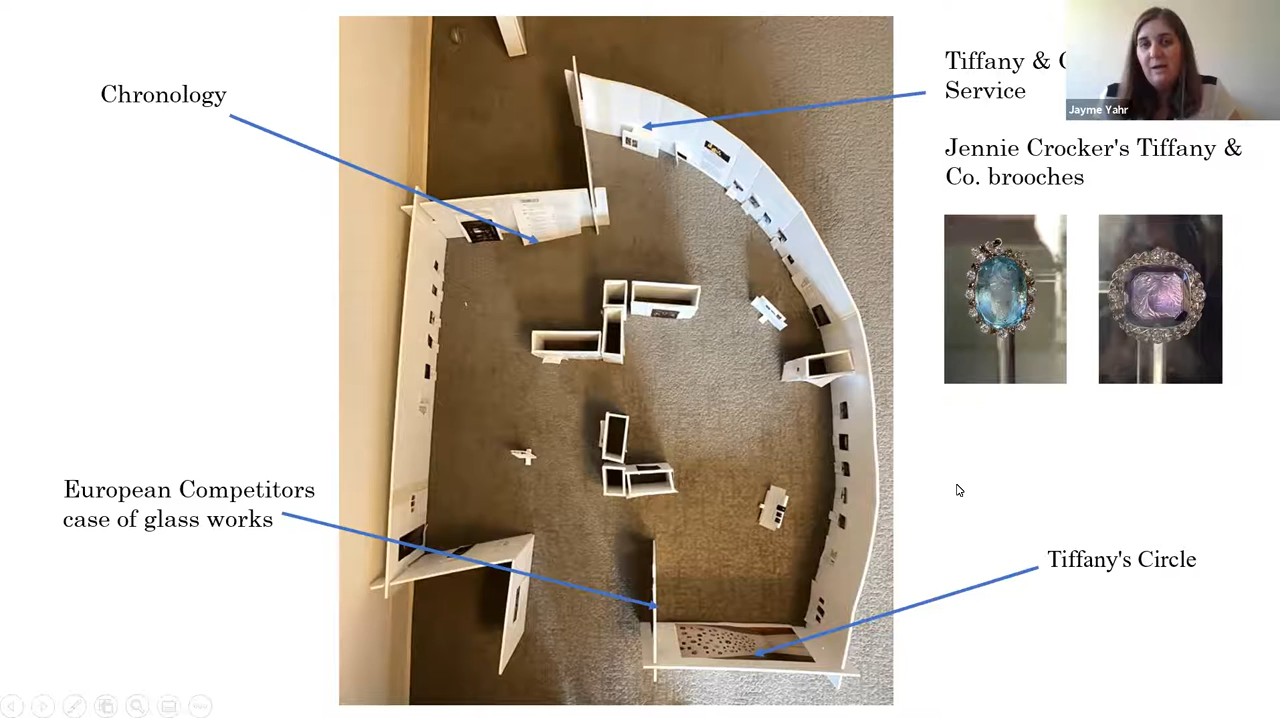 Chronology
Tiffany &
Service
Jayme Yahr
Jennie Crocker's Tiffany &
Co. brooches
European Competitors
case of glass works
Tiffany's Circle